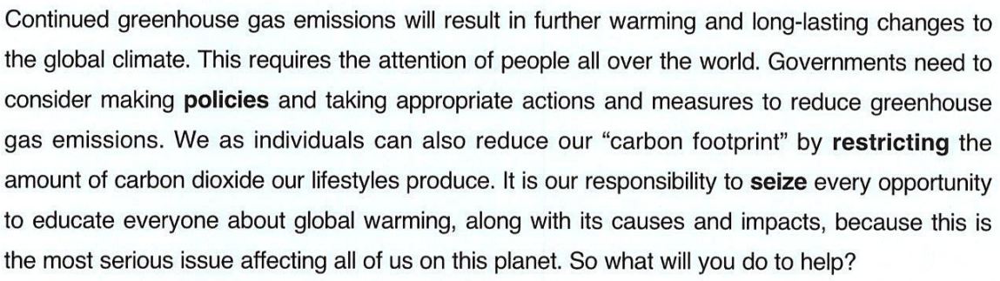 Continued greenhouse gas emissions will result in further warming and long-lasting changes to
the global climate. This requires the attention of people all over the world. Governments need to
consider making policies and taking appropriate actions and measures to reduce greenhouse
gas emissions. We as individuals can also reduce our “carbon footprint” by restricting the
amount of carbon dioxide our lifestyles produce. It is our responsibility to seize every opportunity
to educate everyone about global warming, along with its causes and impacts, because this is
the most serious issue affecting all of us on this planet. So what will you do to help?